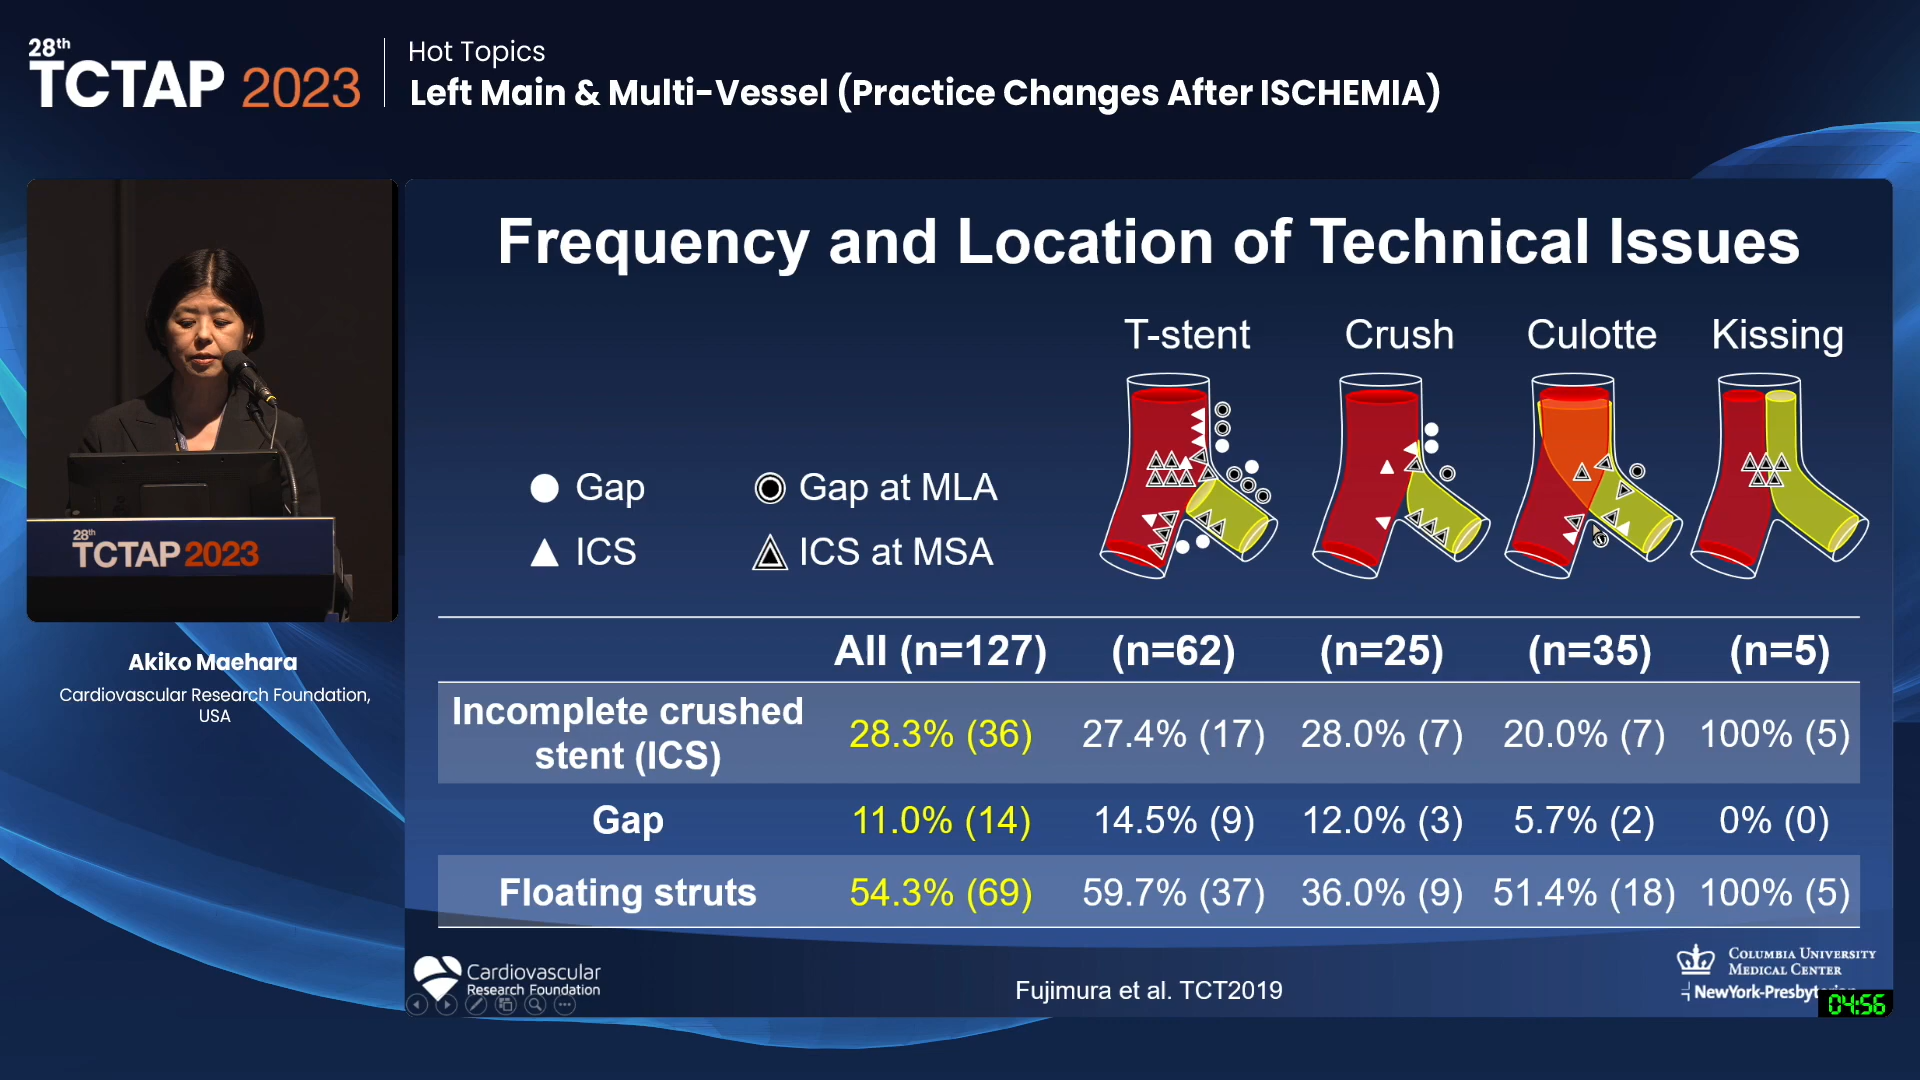 28th
TCTAP 2023
Hot Topics
Left Main & Multi-Vessel (Practice Changes After ISCHEMIA)
28th
TCTAP 2023
Akiko Maehara
Cardiovascular Research Foundation,
USA
Frequency and Location of Technical Issues
T-stent Crush Culotte Kissing
Gap Gap at MLA
ICS ICS at MSA
All (n=127) (n=62) (n=25) (n=35) (n=5)
Incomplete crushed
stent (ICS) 28.3% (36) 27.4% (17) 28.0% (7) 20.0% (7) 100% (5)
Gap 11.0% (14) 14.5% (9) 12.0% (3) 5.7% (2) 0% (0)
Floating struts 54.3% (69) 59.7% (37) 36.0% (9) 51.4% (18) 100% (5)
Cardiovascular
Research Foundation
Fujimura et al. TCT2019
COLUMBIA UNIVERSITY
MEDICAL CENTER
NewYork-Presbyt
04:56